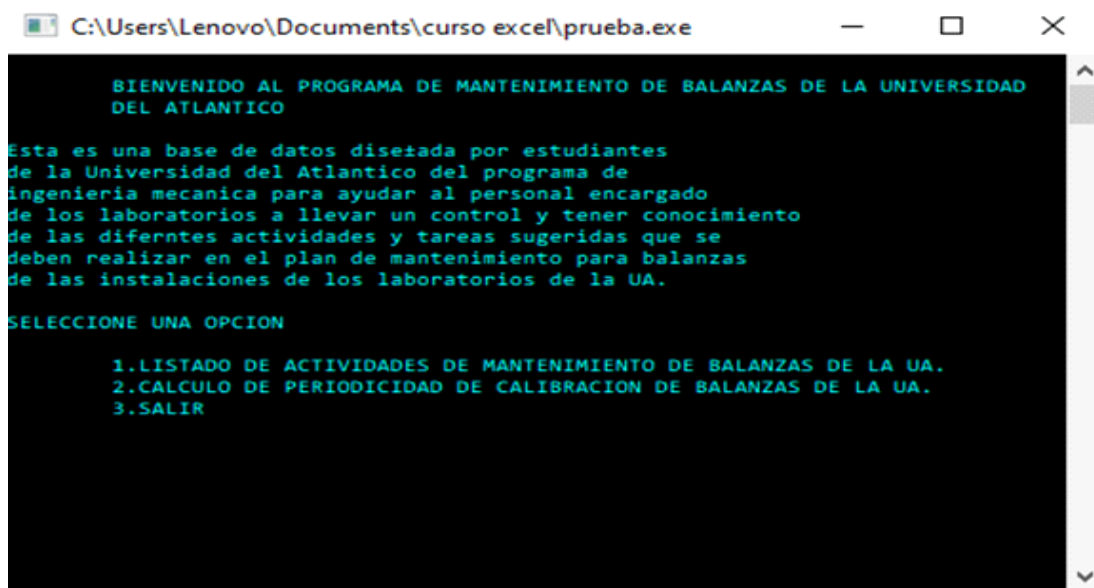 C:\Users\Lenovo\Documents\curso excel\prueba.exe
BIENVENIDO AL PROGRAMA DE MANTENIMIENTO DE BALANZAS DE LA UNIVERSIDAD
DEL ATLANTICO
Esta es una base de datos dise±ada por estudiantes
de la Universidad del Atlantico del programa de
ingenieria mecanica para ayudar al personal encargado
de los laboratorios a llevar un control y tener conocimiento
de las diferntes actividades y tareas sugeridas que se
deben realizar en el plan de mantenimiento para balanzas
de las instalaciones de los laboratorios de la UA.
SELECCIONE UNA OPCION
1.LISTADO DE ACTIVIDADES DE MANTENIMIENTO DE BALANZAS DE LA UA.
2.CALCULO DE PERIODICIDAD DE CALIBRACION DE BALANZAS DE LA UA.
3.SALIR